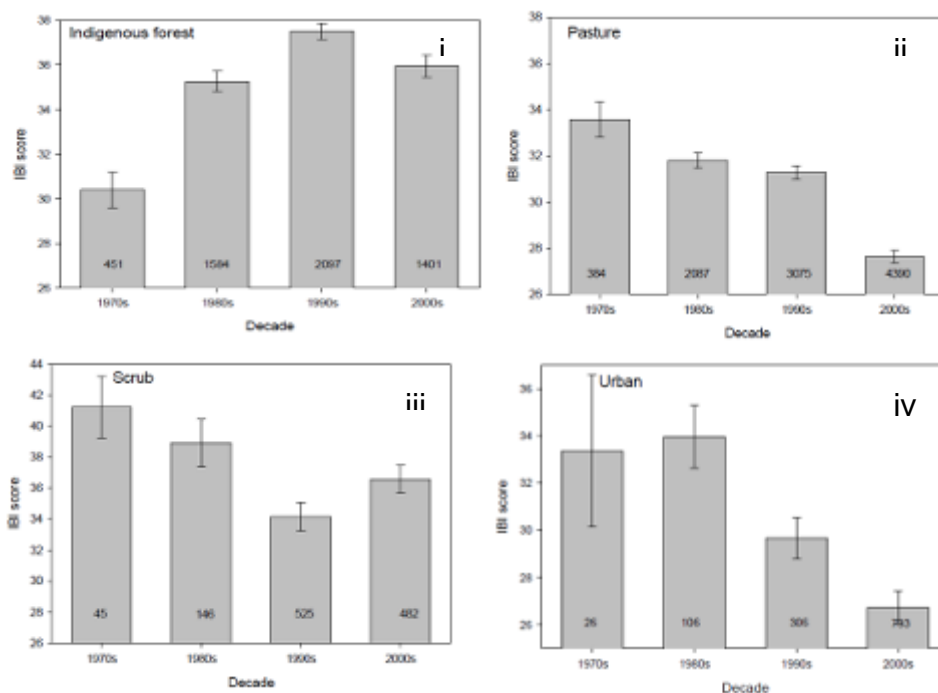 Indigenous forest
i
38
36
34
32
30
28
26
IBI score
451
2097
1401
1970s 1980s 1990s 2000s
Decade
Pasture
ii
38
36
34
32
30
28
26
IBI score
384 2087 3075 4390
1970s 1980s 1990s 2000s
Decade
Scrub
iii
44
42
40
38
36
34
32
30
28
26
IBI score
45 146 525 482
1970s 1980s 1990s 2000s
Decade
Urban
iv
36
34
32
30
28
26
IBI score
26 106 306
1970s 1980s 1990s 2000s
Decade